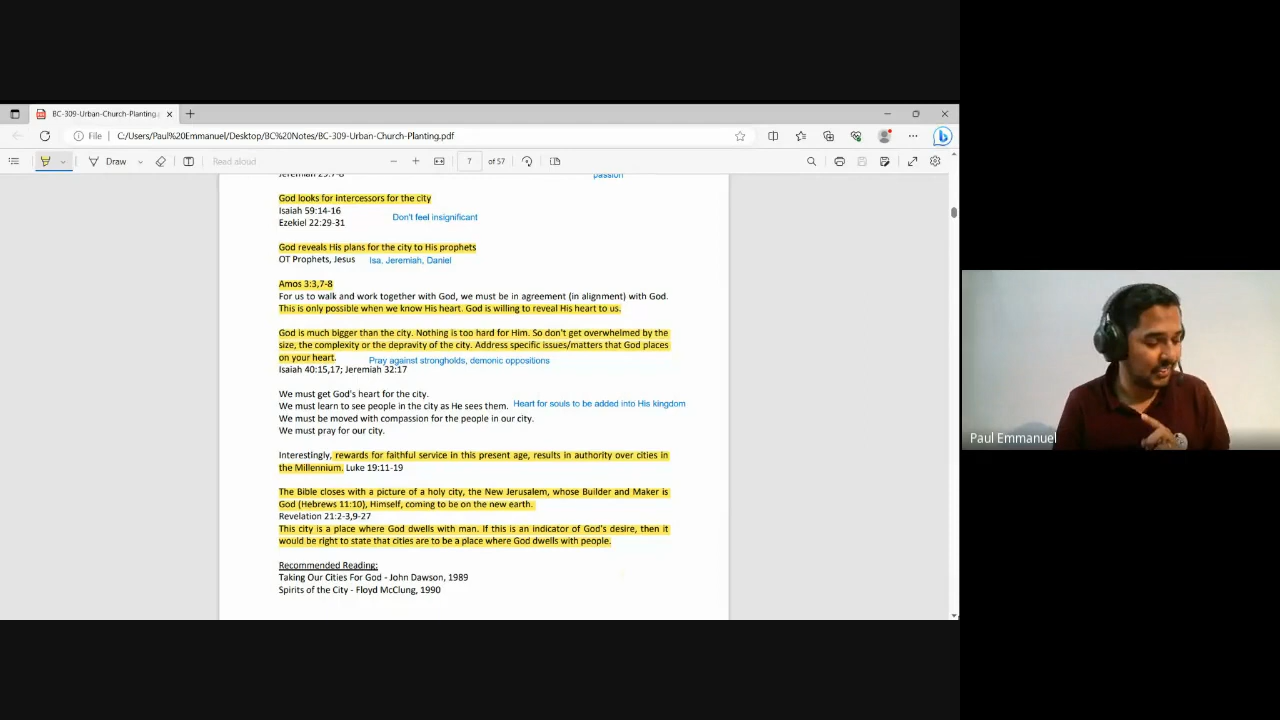 BC-309-Urban-Church-Planting.
File
C:/Users/Paul%20Emmanuel/Desktop/BC%20Notes/BC-309-Urban-Church-Planting.pdf
Draw
Read aloud
7 of 57
Jeremiah 29:7-8
passion
God looks for intercessors for the city
Isaiah 59:14-16
Ezekiel 22:29-31
Don't feel insignificant
God reveals His plans for the city to His prophets
OT Prophets, Jesus
Isa, Jeremiah, Daniel
Amos 3:3,7-8
For us to walk and work together with God, we must be in agreement (in alignment) with God.
This is only possible when we know His heart. God is willing to reveal His heart to us.
God is much bigger than the city. Nothing is too hard for Him. So don't get overwhelmed by the
size, the complexity or the depravity of the city. Address specific issues/matters that God places
on your heart.
Pray against strongholds, demonic oppositions
Isaiah 40:15,17; Jeremiah 32:17
We must get God's heart for the city.
We must learn to see people in the city as He sees them.
Heart for souls to be added into His kingdom
We must be moved with compassion for the people in our city.
We must pray for our city.
Interestingly, rewards for faithful service in this present age, results in authority over cities in
the Millennium. Luke 19:11-19
The Bible closes with a picture of a holy city, the New Jerusalem, whose Builder and Maker is
God (Hebrews 11:10), Himself, coming to be on the new earth.
Revelation 21:2-3,9-27
This city is a place where God dwells with man. If this is an indicator of God's desire, then it
would be right to state that cities are to be a place where God dwells with people.
Recommended Reading:
Taking Our Cities For God - John Dawson, 1989
Spirits of the City - Floyd McClung, 1990
Paul Emmanuel